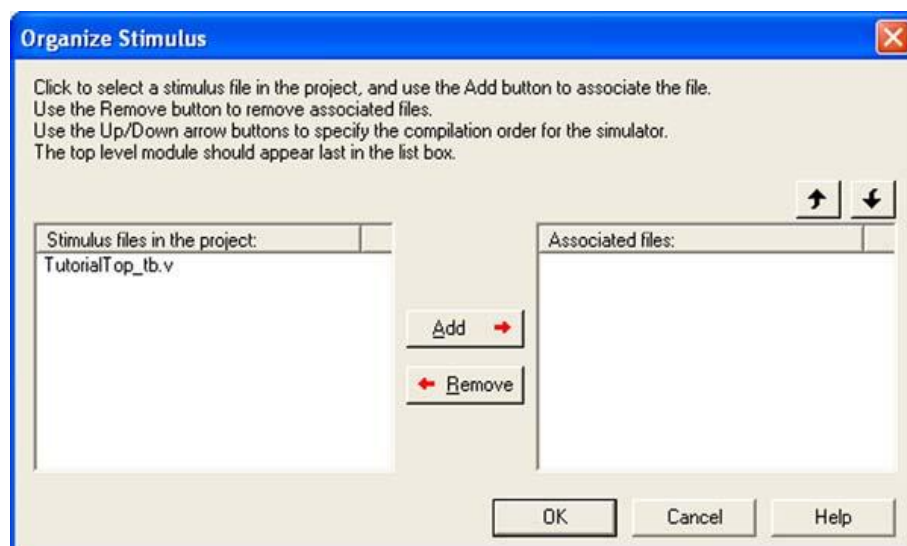 Organize Stimulus
Click to select a stimulus file in the project, and use the Add button to associate the file.
Use the Remove button to remove associated files.
Use the Up/Down arrow buttons to specify the compilation order for the simulator.
The top level module should appear last in the list box.
Stimulus files in the project:
TutorialTop_tb.v
Associated files:
Add
Remove
OK
Cancel
Help